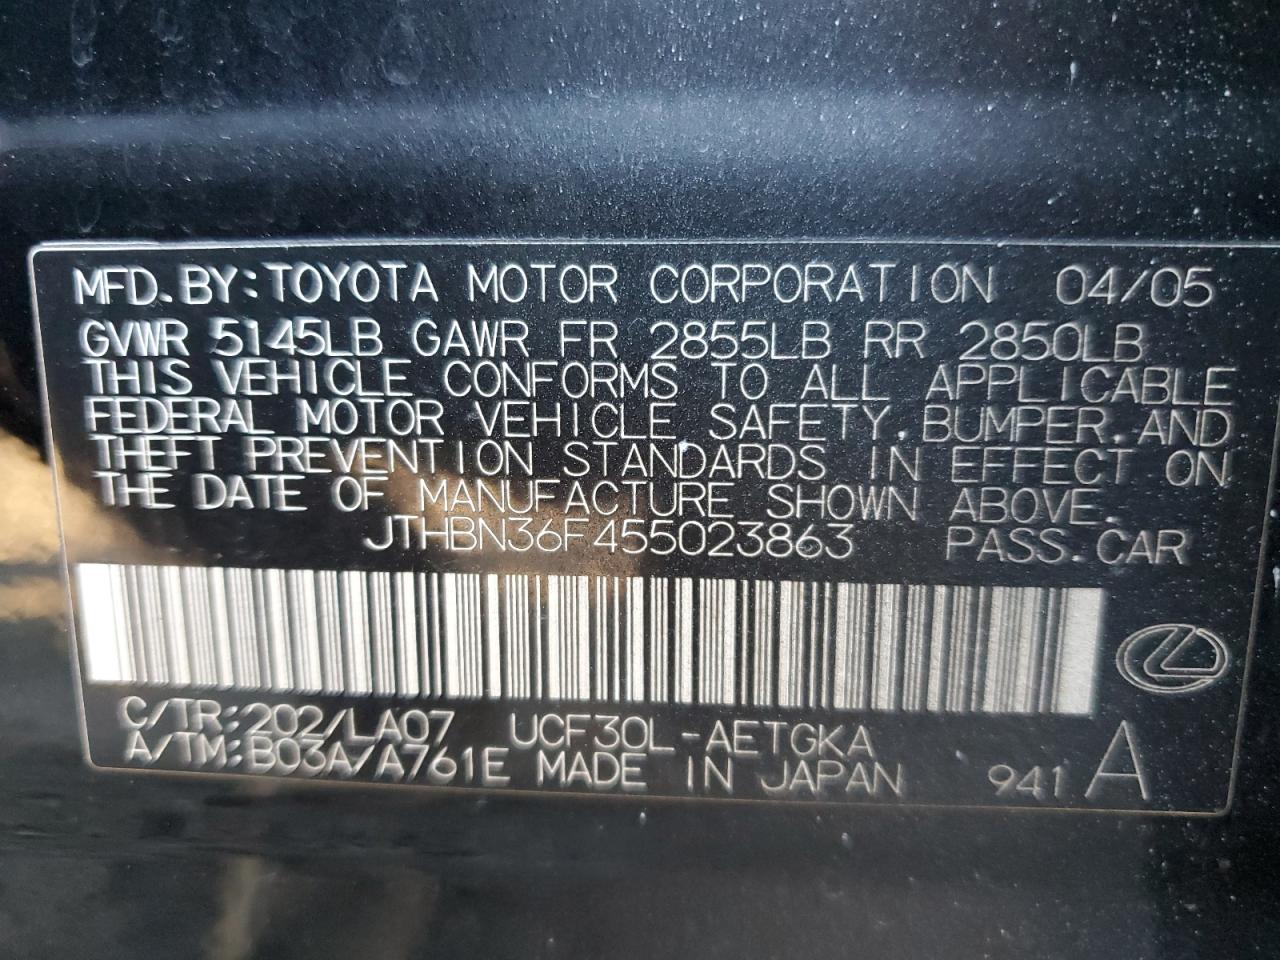 MFD. BY: TOYOTA MOTOR CORPORATION 04/05
GVWR 5145LB GAWR FR 2855LB RR 2850LB
THIS VEHICLE CONFORMS TO ALL APPLICABLE
FEDERAL MOTOR VEHICLE SAFETY, BUMPER, AND
THEFT PREVENTION STANDARDS IN EFFECT ON
THE DATE OF MANUFACTURE SHOWN ABOVE.
JTHBN36F455023863 PASS. CAR
C/TR: 202/LA07 UCF30L-AETGKA
A/TM: B03A/A761E MADE IN JAPAN 941 A